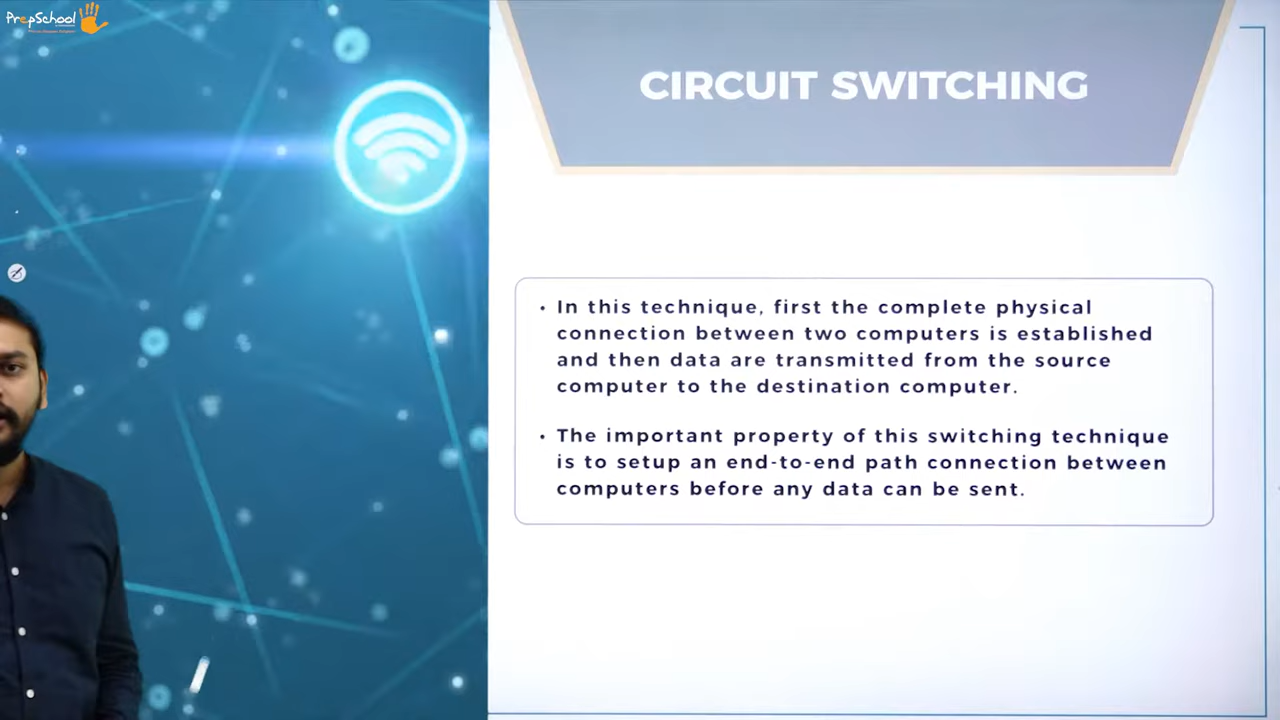 PrepSchool
CIRCUIT SWITCHING
• In this technique, first the complete physical
connection between two computers is established
and then data are transmitted from the source
computer to the destination computer.
• The important property of this switching technique
is to setup an end-to-end path connection between
computers before any data can be sent.